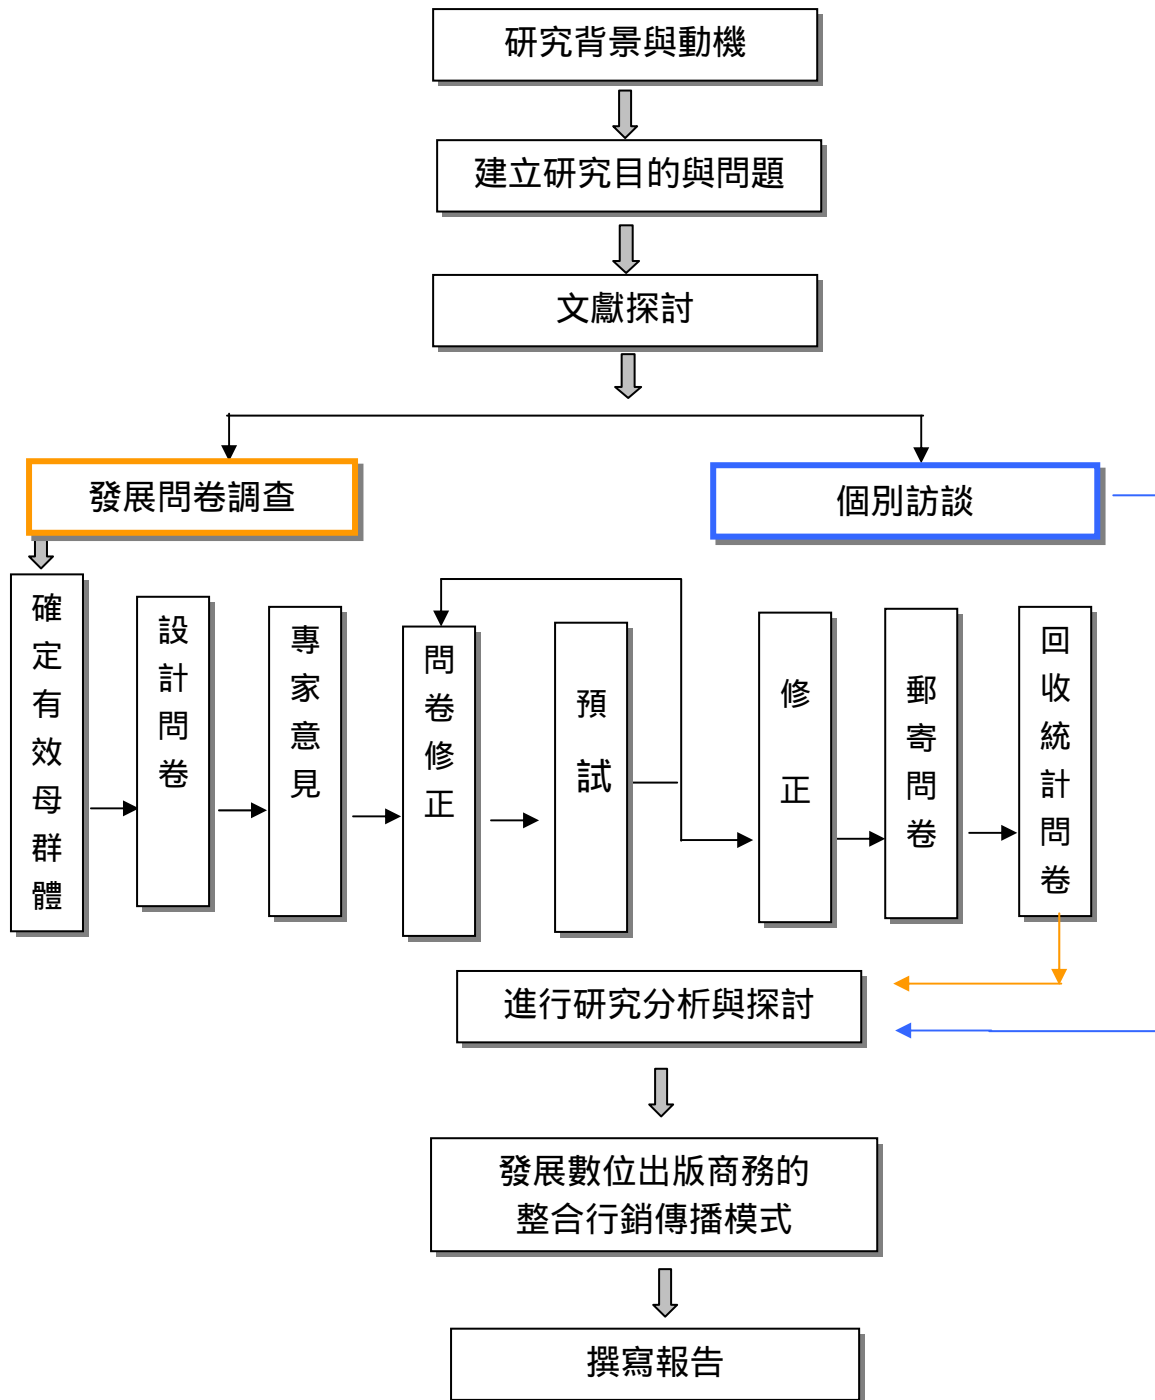 研究背景與動機
建立研究目的與問題
文獻探討
發展問卷調查
個別訪談
確定有效母群體
設計問卷
專家意見
問卷修正
預試
修正
郵寄問卷
回收統計問卷
進行研究分析與探討
發展數位出版商務的
整合行銷傳播模式
撰寫報告